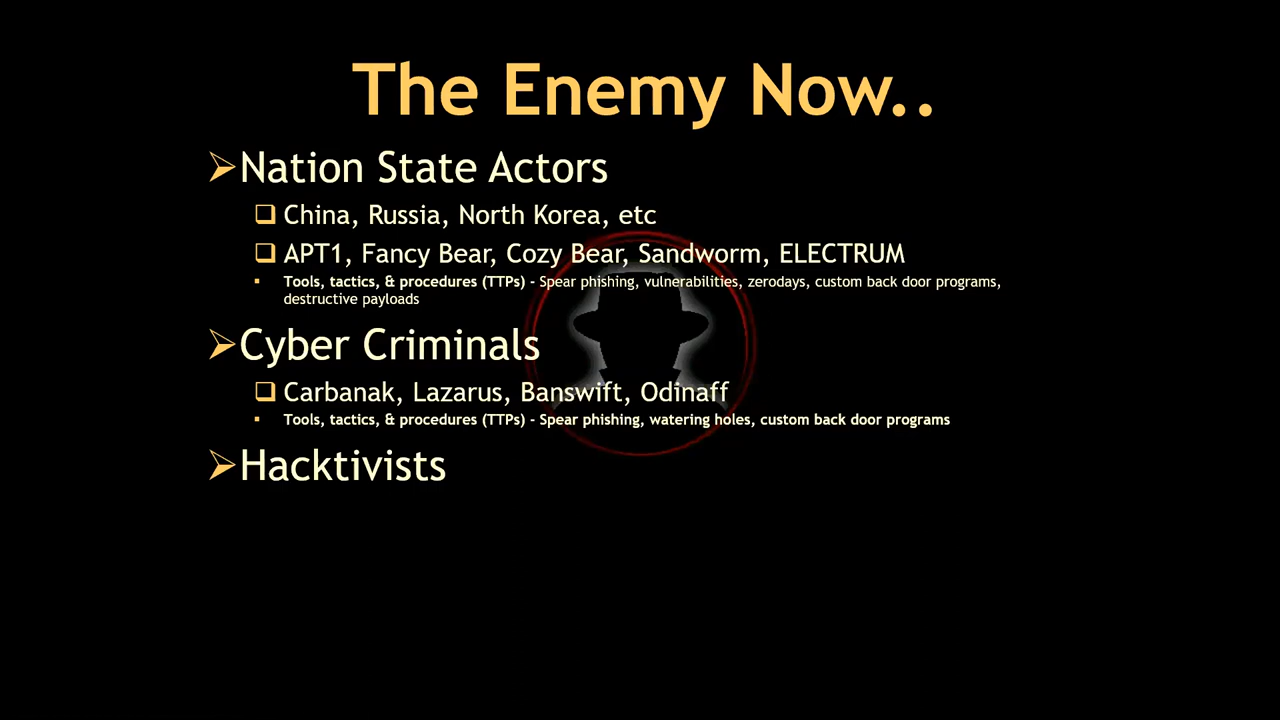 The Enemy Now..
Nation State Actors
China, Russia, North Korea, etc
APT1, Fancy Bear, Cozy Bear, Sandworm, ELECTRUM
Tools, tactics, & procedures (TTPs) - Spear phishing, vulnerabilities, zerodays, custom back door programs,
destructive payloads
Cyber Criminals
Carbanak, Lazarus, Banswift, Odinaff
Tools, tactics, & procedures (TTPs) - Spear phishing, watering holes, custom back door programs
Hacktivists